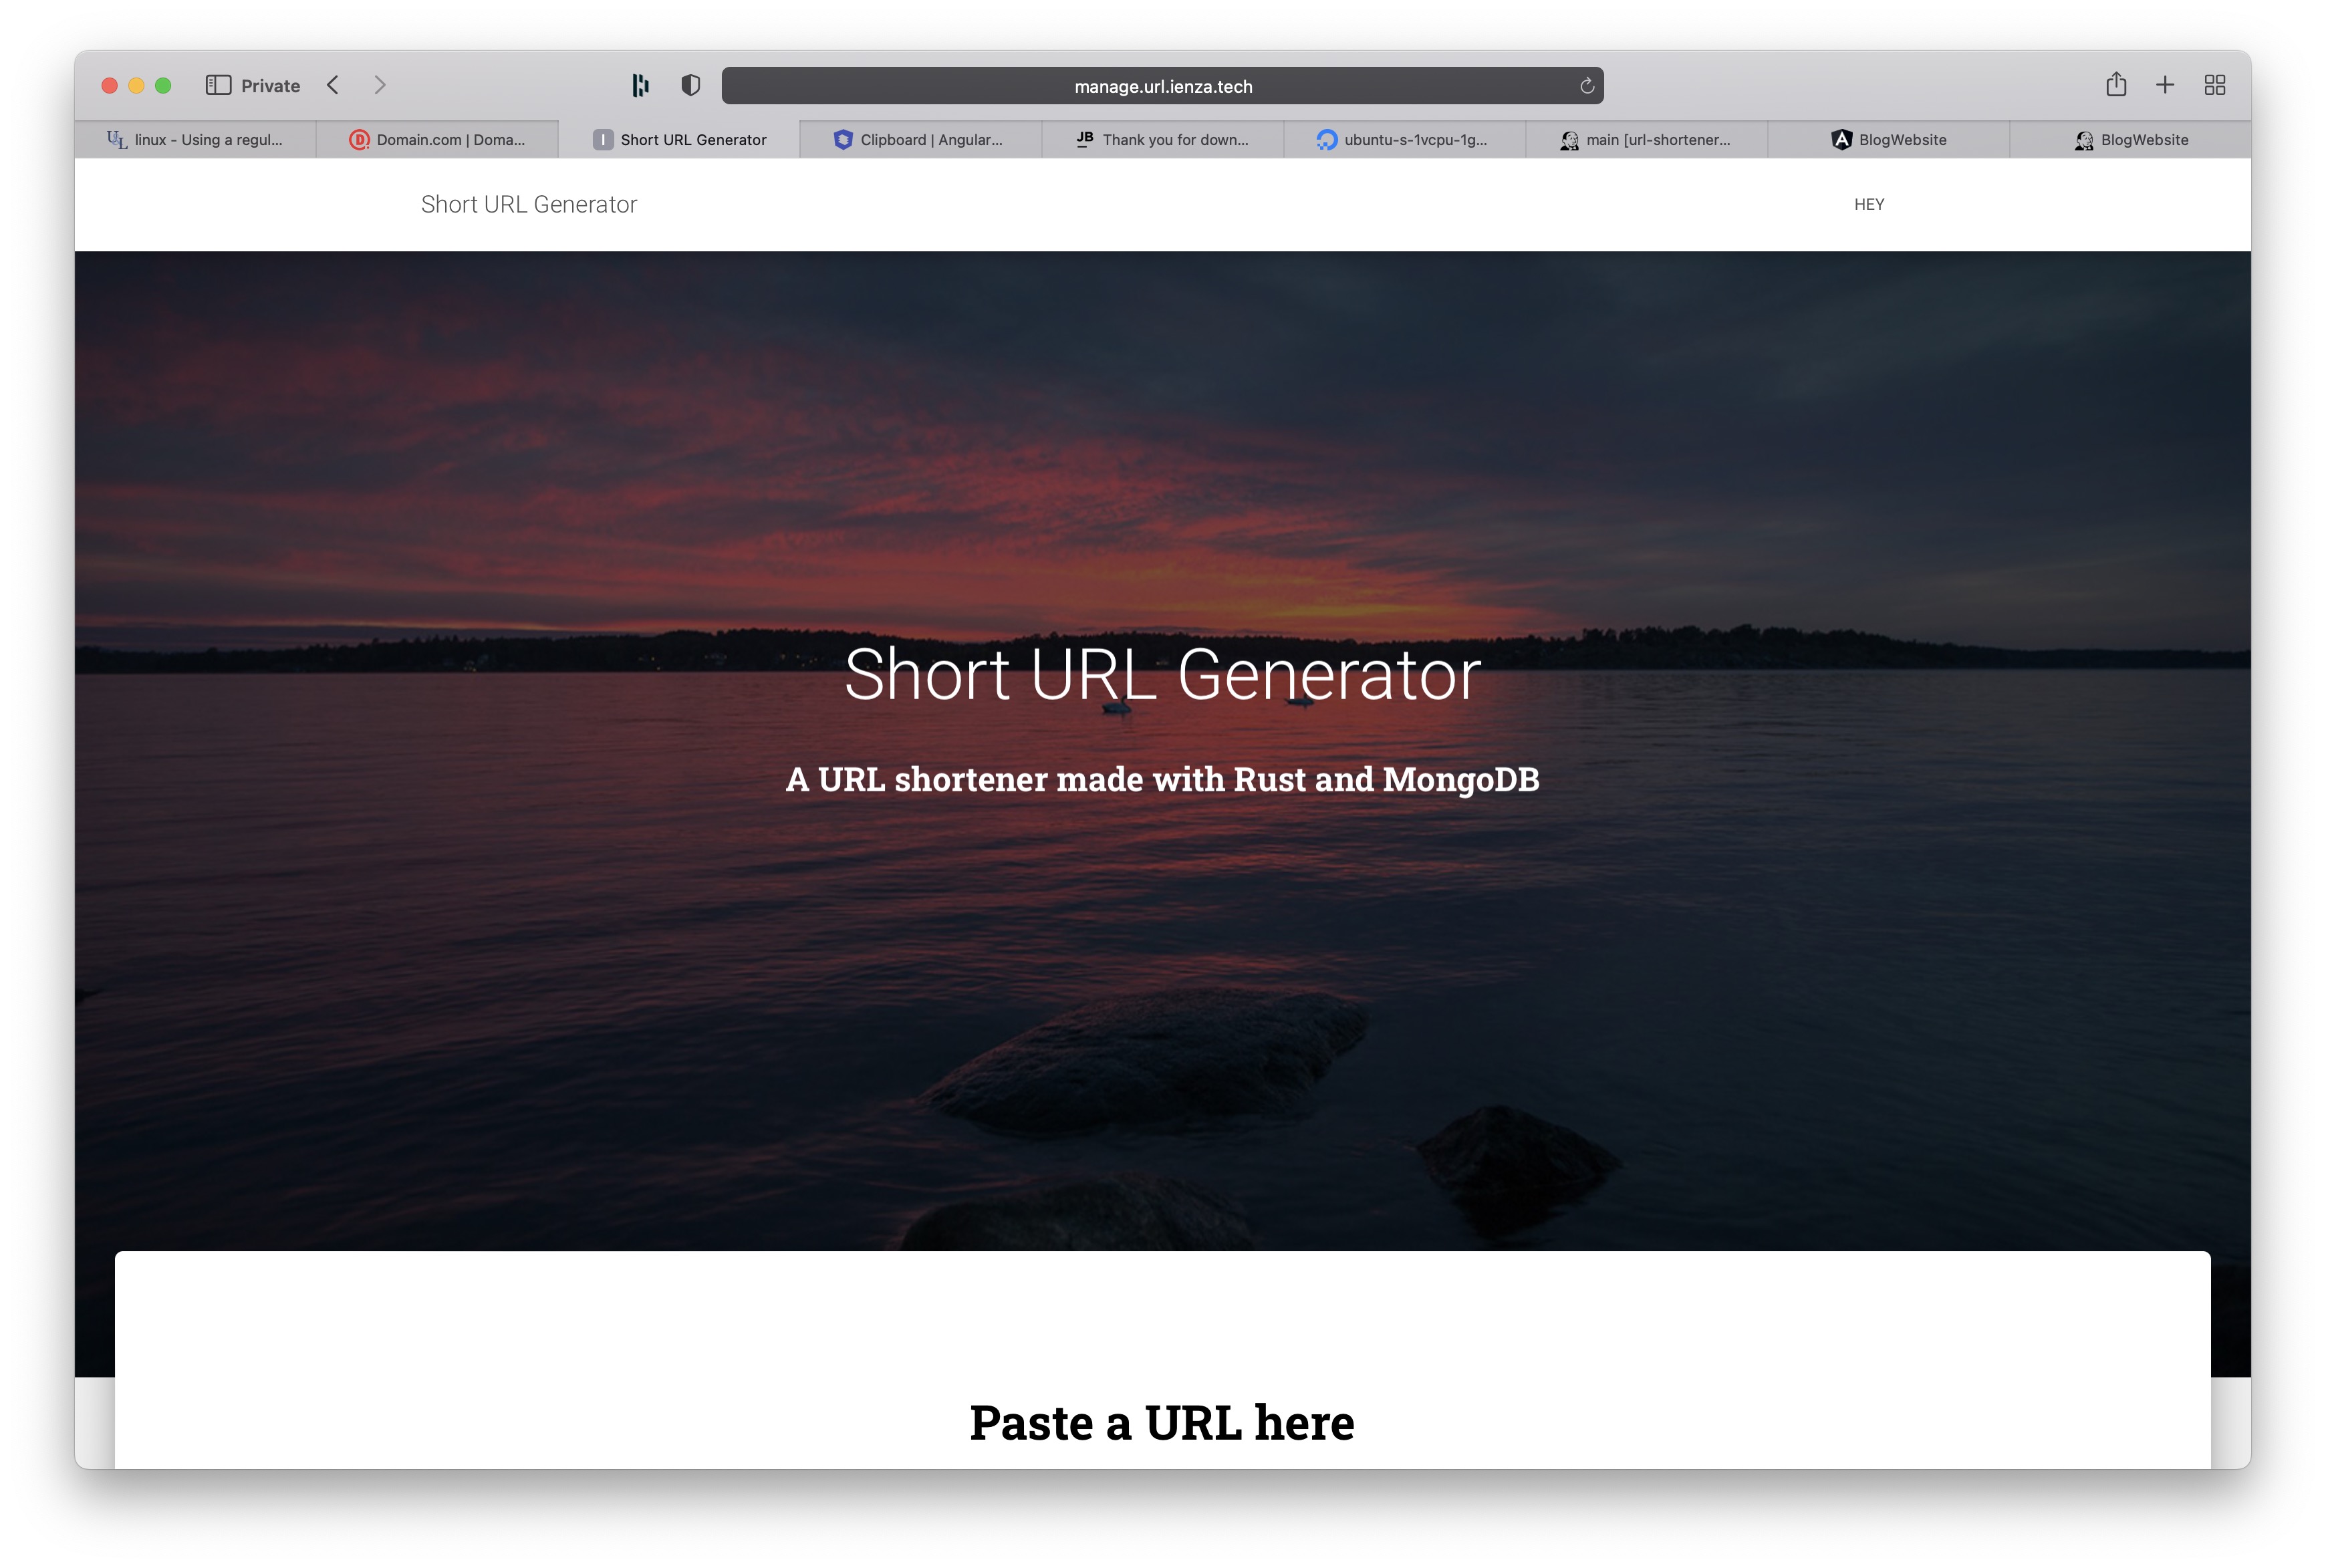 Private
manage.url.ienza.tech
linux - Using a regul...
Domain.com | Doma...
I Short URL Generator
Clipboard | Angular...
JB Thank you for down...
ubuntu-s-1vcpu-1g...
main [url-shortener...
BlogWebsite
BlogWebsite
Short URL Generator
HEY
Short URL Generator
A URL shortener made with Rust and MongoDB
Paste a URL here